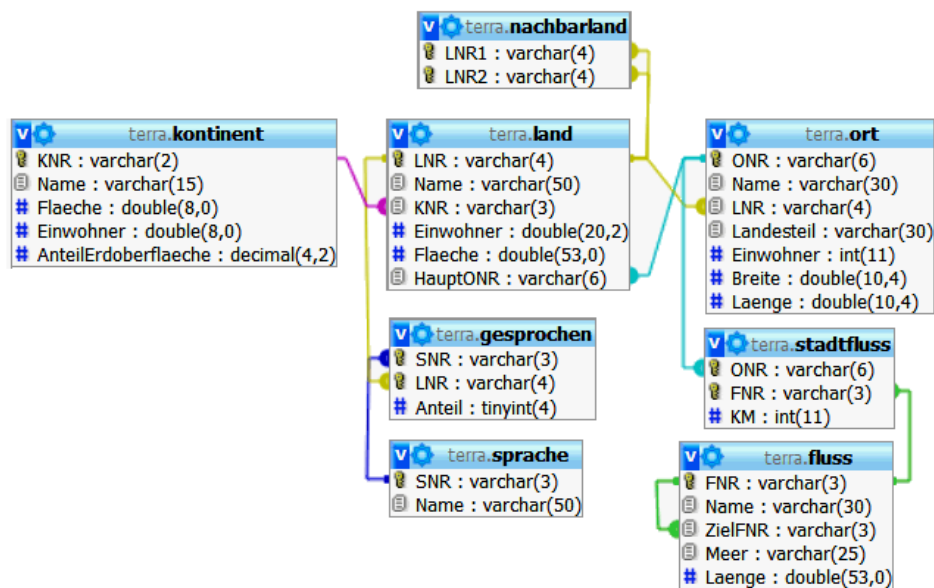 terra.nachbarland
LNR1 : varchar(4)
LNR2 : varchar(4)
terra.kontinent
KNR : varchar(2)
Name : varchar(15)
Flaeche : double(8,0)
Einwohner : double(8,0)
AnteilErdoberflaeche : decimal(4,2)
terra.land
LNR : varchar(4)
Name : varchar(50)
KNR : varchar(3)
Einwohner : double(20,2)
Flaeche : double(53,0)
HauptONR : varchar(6)
terra.ort
ONR : varchar(6)
Name : varchar(30)
LNR : varchar(4)
Landesteil : varchar(30)
Einwohner : int(11)
Breite : double(10,4)
Laenge : double(10,4)
terra.gesprochen
SNR : varchar(3)
LNR : varchar(4)
Anteil : tinyint(4)
terra.stadtfluss
ONR : varchar(6)
FNR : varchar(3)
KM : int(11)
terra.sprache
SNR : varchar(3)
Name : varchar(50)
terra.fluss
FNR : varchar(3)
Name : varchar(30)
ZielFNR : varchar(3)
Meer : varchar(25)
Laenge : double(53,0)